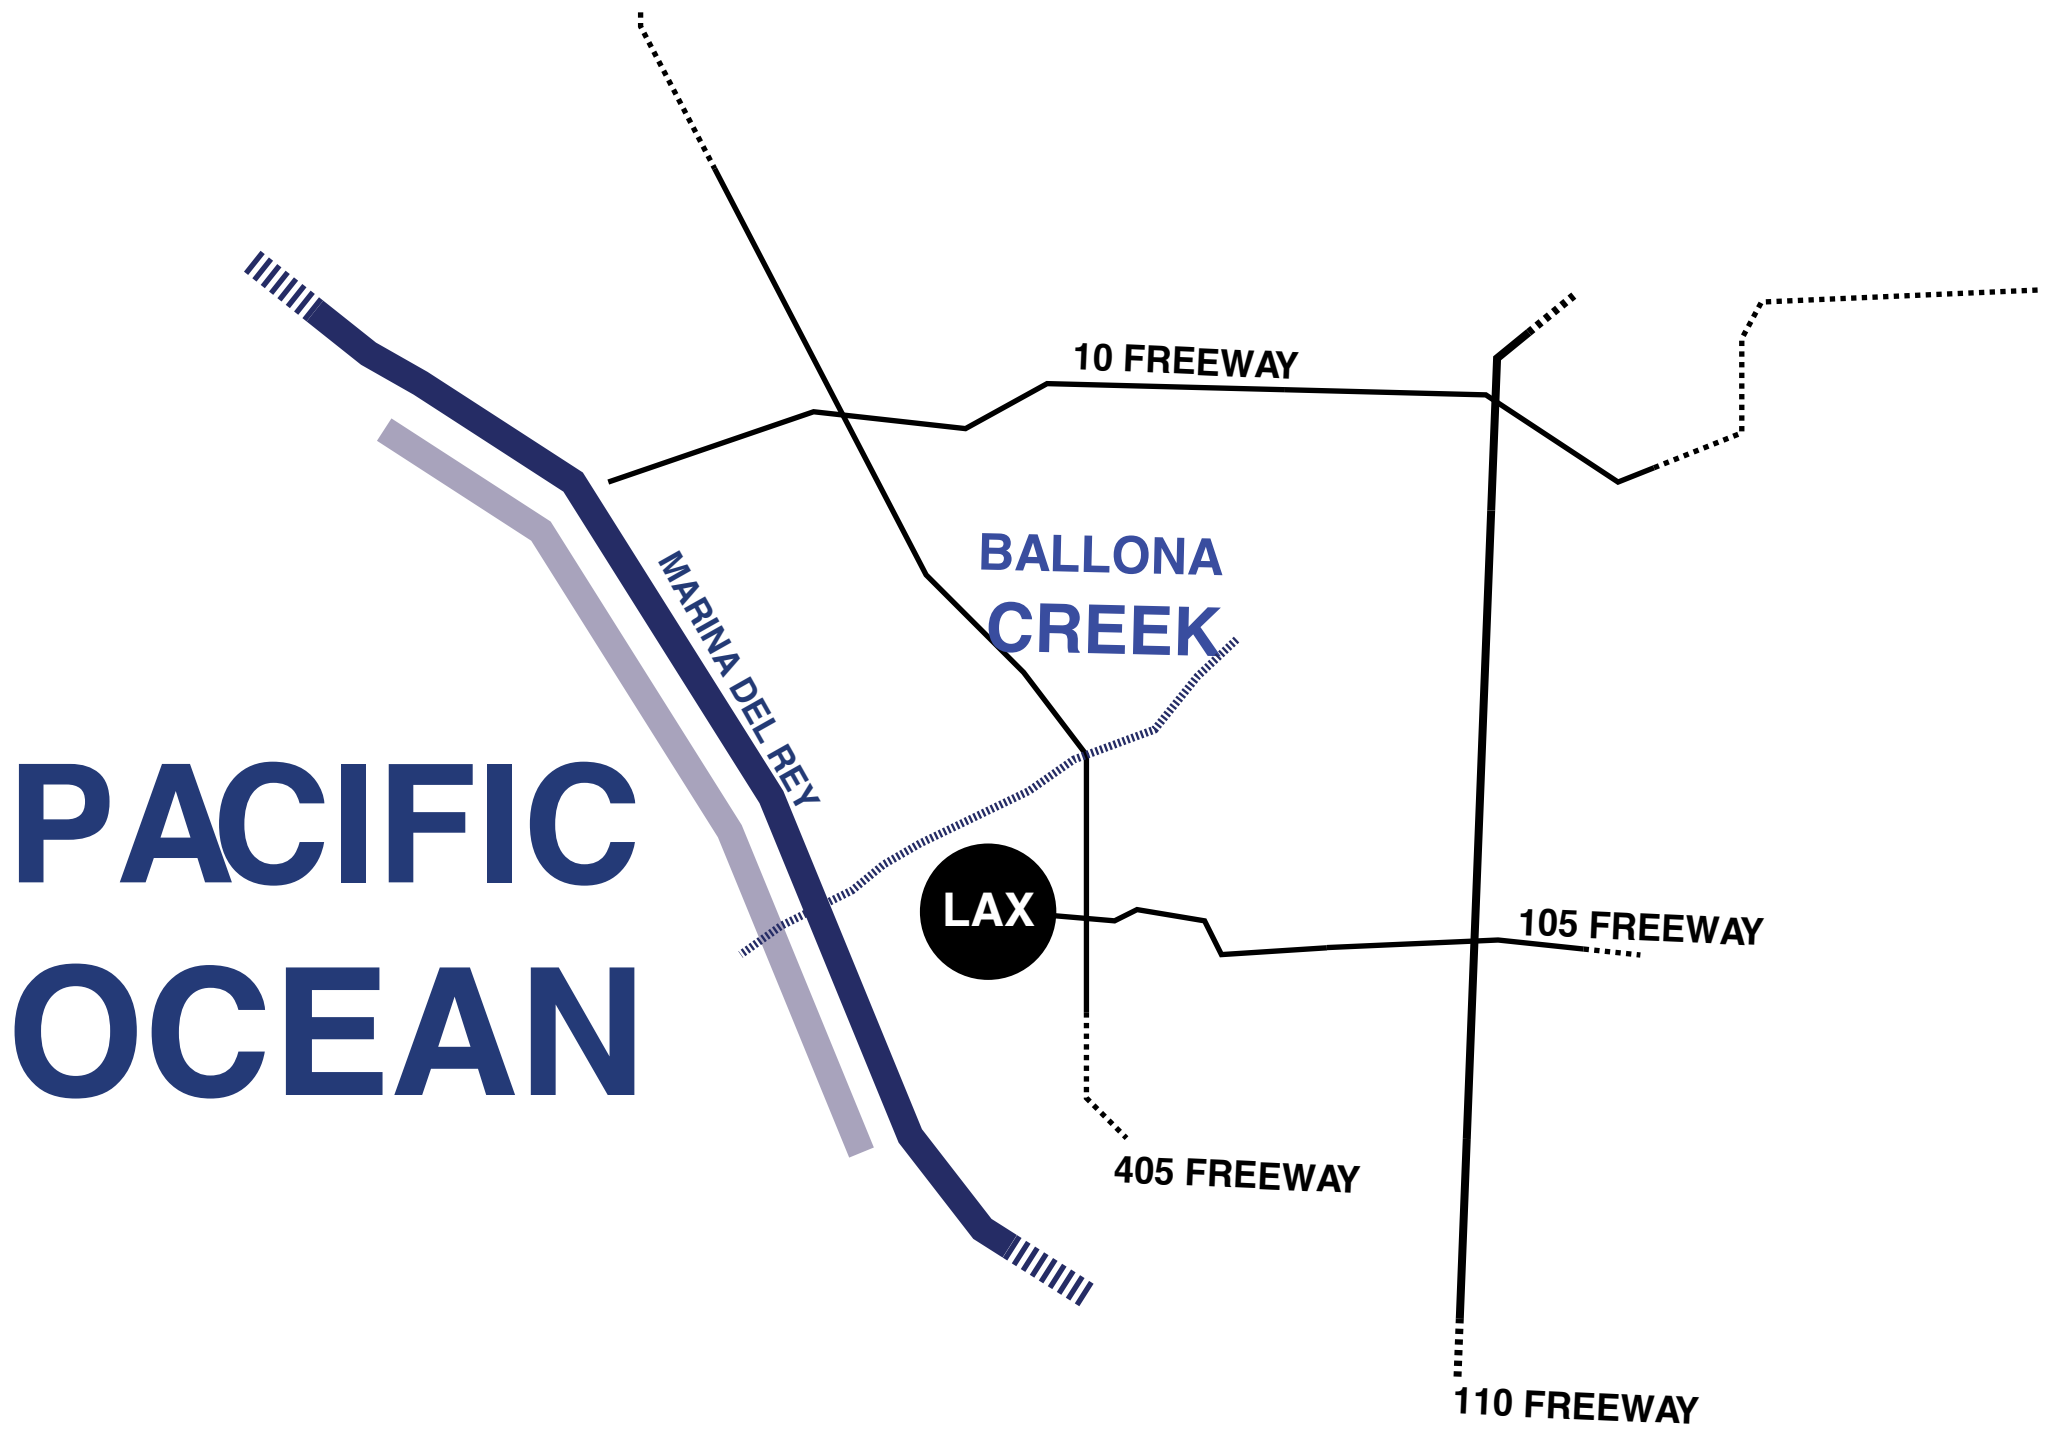 10 FREEWAY
BALLONA
CREEK
MARINA DEL REY
PACIFIC
OCEAN
LAX
105 FREEWAY
405 FREEWAY
110 FREEWAY